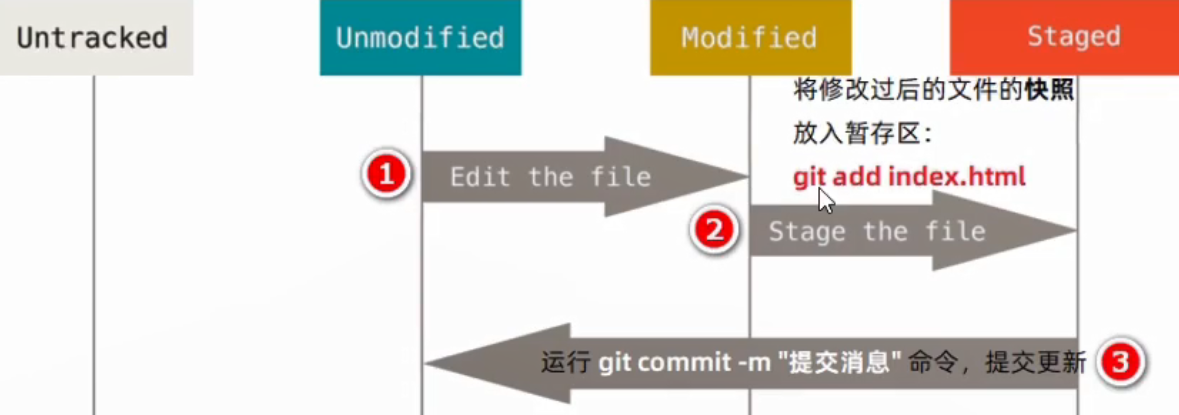 Untracked
Unmodified
Modified
Staged
将修改过后的文件的快照
放入暂存区：
git add index.html
1
Edit the file
2
Stage the file
运行 git commit -m "提交消息" 命令，提交更新
3